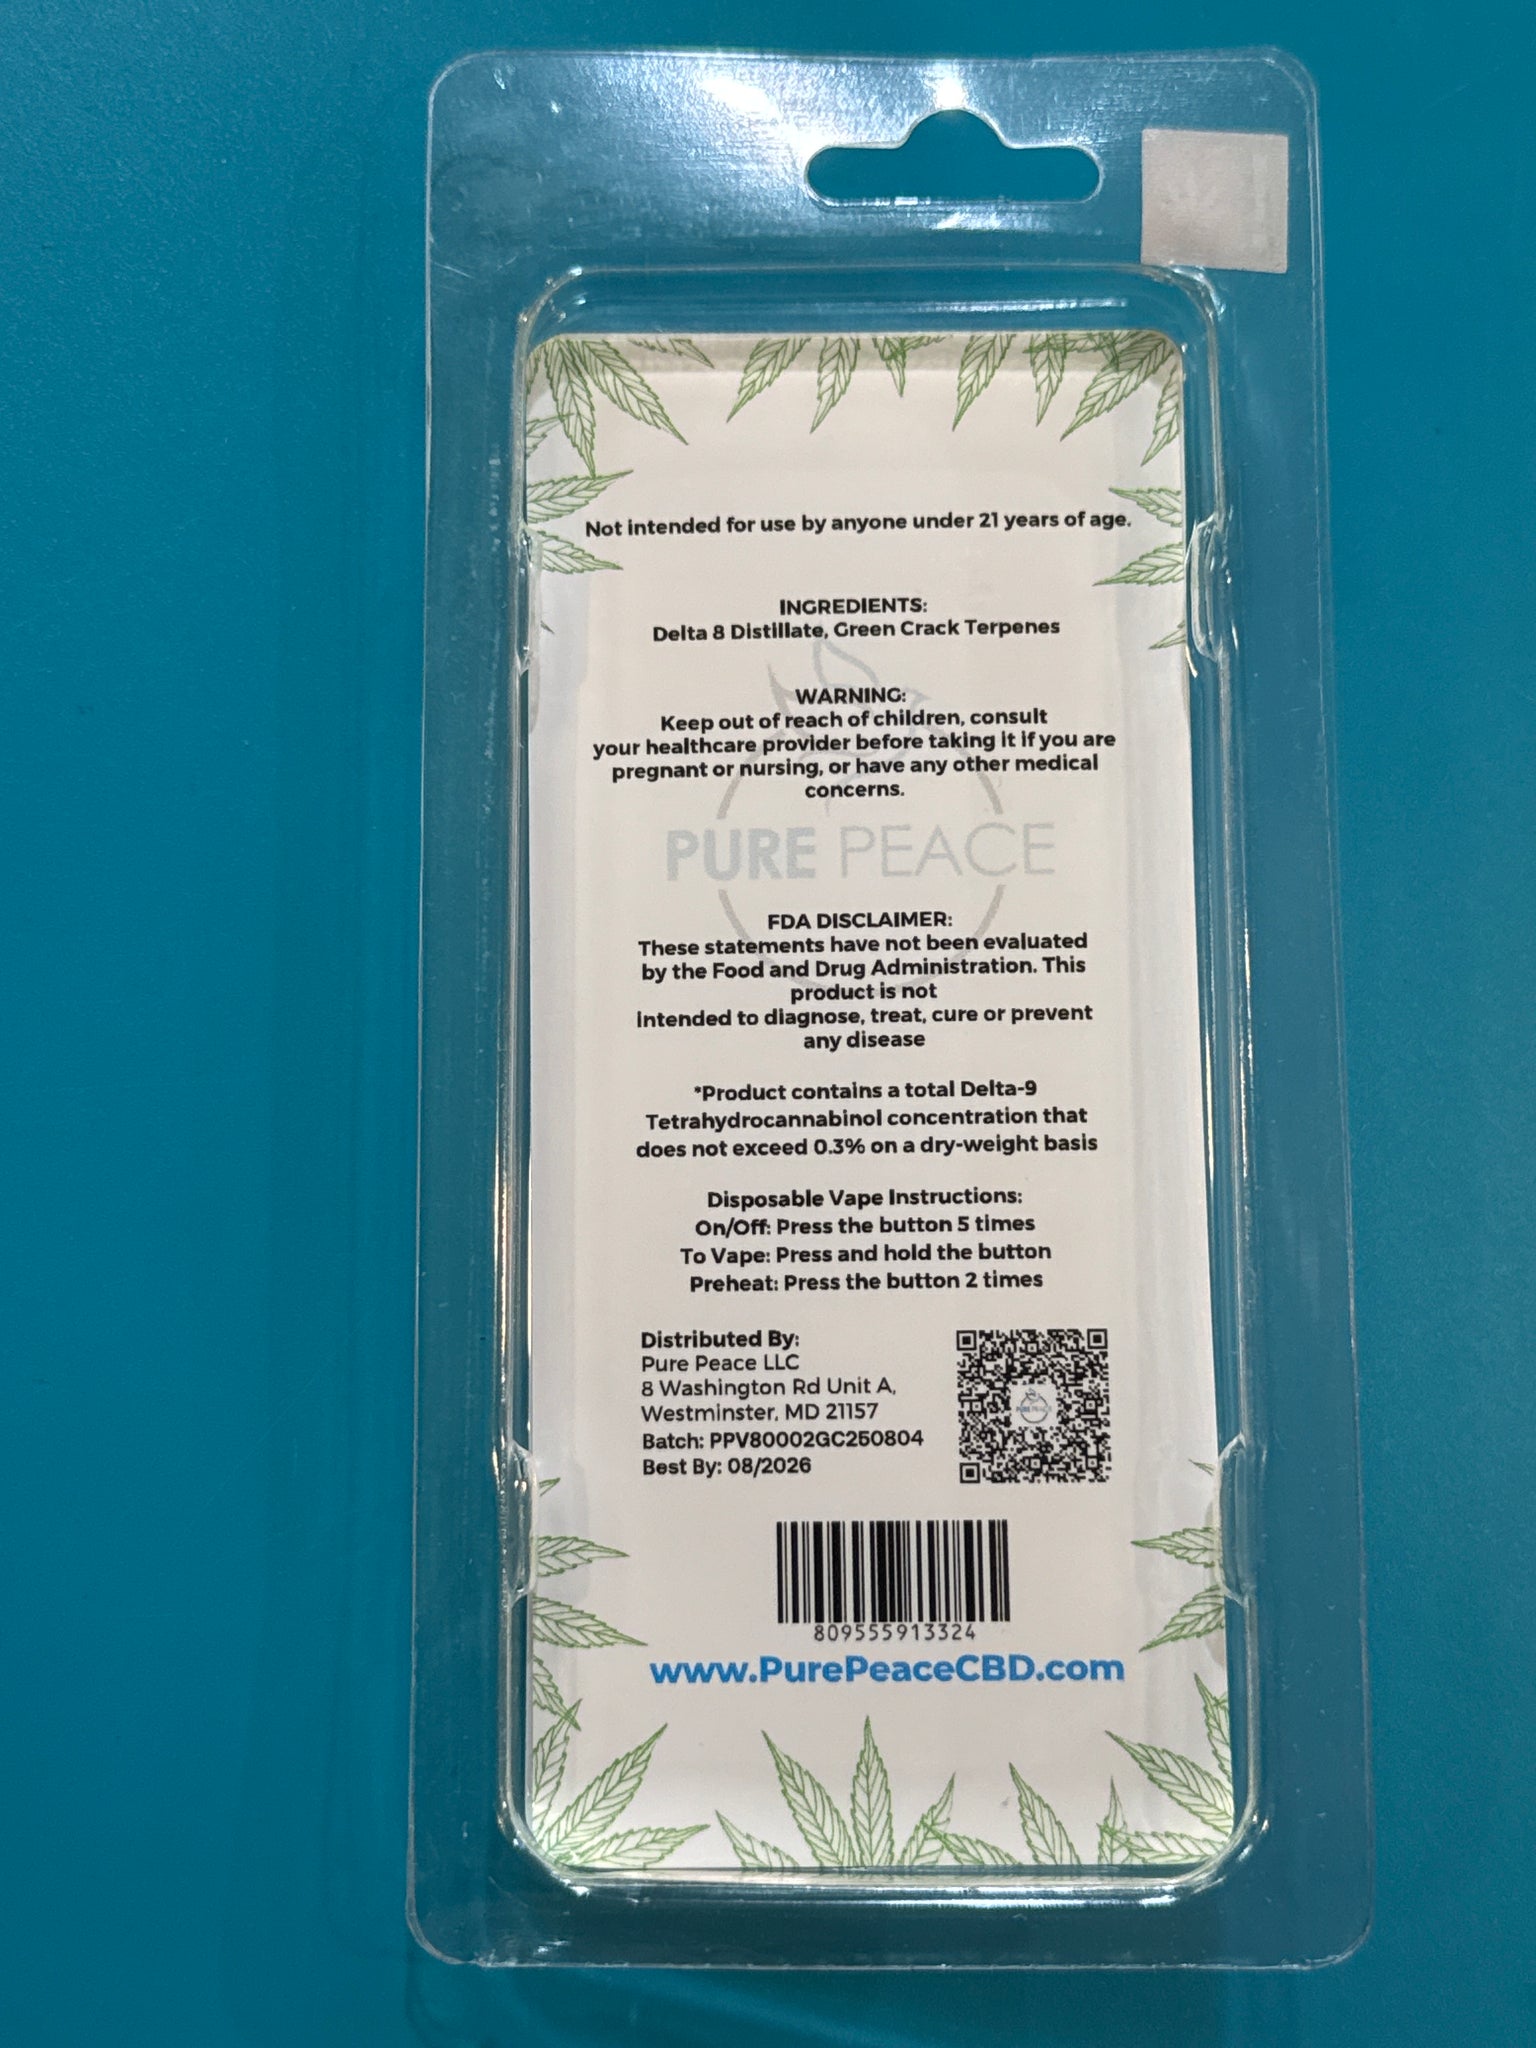 Not intended for use by anyone under 21 years of age.
INGREDIENTS:
Delta 8 Distillate, Green Crack Terpenes
WARNING:
Keep out of reach of children, consult
your healthcare provider before taking it if you are
pregnant or nursing, or have any other medical
concerns.
PURE PEACE
FDA DISCLAIMER:
These statements have not been evaluated
by the Food and Drug Administration. This
product is not
intended to diagnose, treat, cure or prevent
any disease
*Product contains a total Delta-9
Tetrahydrocannabinol concentration that
does not exceed 0.3% on a dry-weight basis
Disposable Vape Instructions:
On/Off: Press the button 5 times
To Vape: Press and hold the button
Preheat: Press the button 2 times
Distributed By:
Pure Peace LLC
8 Washington Rd Unit A,
Westminster, MD 21157
Batch: PPV80002GC250804
Best By: 08/2026
PURE PEACE
809555913324
www.PurePeaceCBD.com